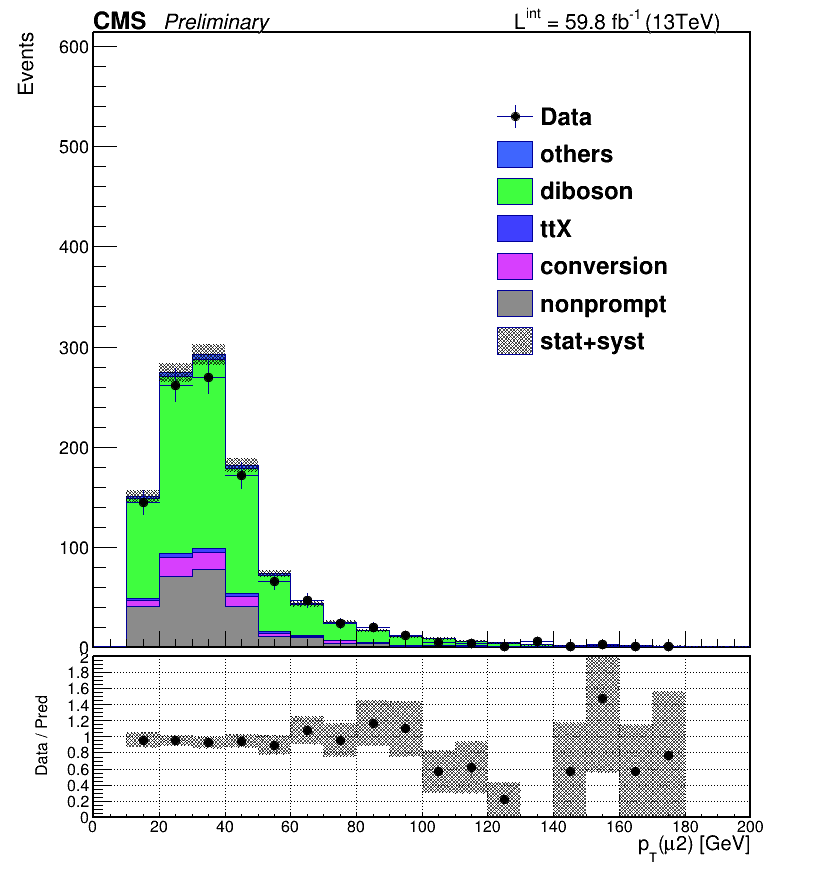 CMS Preliminary L^int = 59.8 fb^-1 (13TeV)
Events
600
500
400
300
200
100
0
Data
others
diboson
ttX
conversion
nonprompt
stat+syst
Data / Pred
2
1.8
1.6
1.4
1.2
1
0.8
0.6
0.4
0.2
0
0 20 40 60 80 100 120 140 160 180 200
p_T(μ2) [GeV]